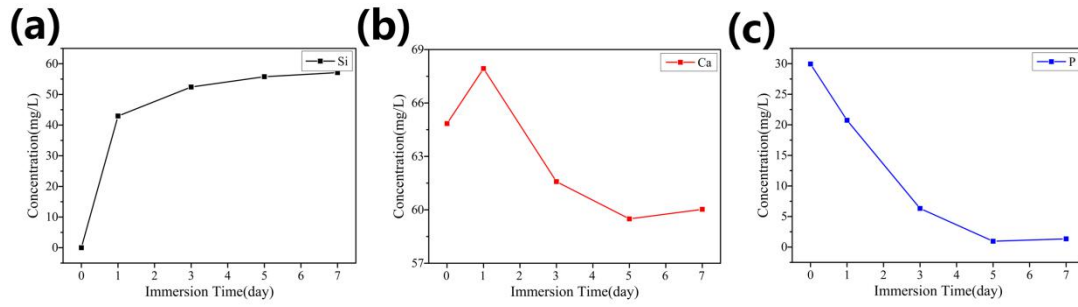 (a)
Si
Concentration(mg/L)
60
50
40
30
20
10
0
0 1 2 3 4 5 6 7
Immersion Time(day)
(b)
Ca
Concentration(mg/L)
69
66
63
60
57
0 1 2 3 4 5 6 7
Immersion Time(day)
(c)
P
Concentration(mg/L)
30
25
20
15
10
5
0
0 1 2 3 4 5 6 7
Immersion Time(day)